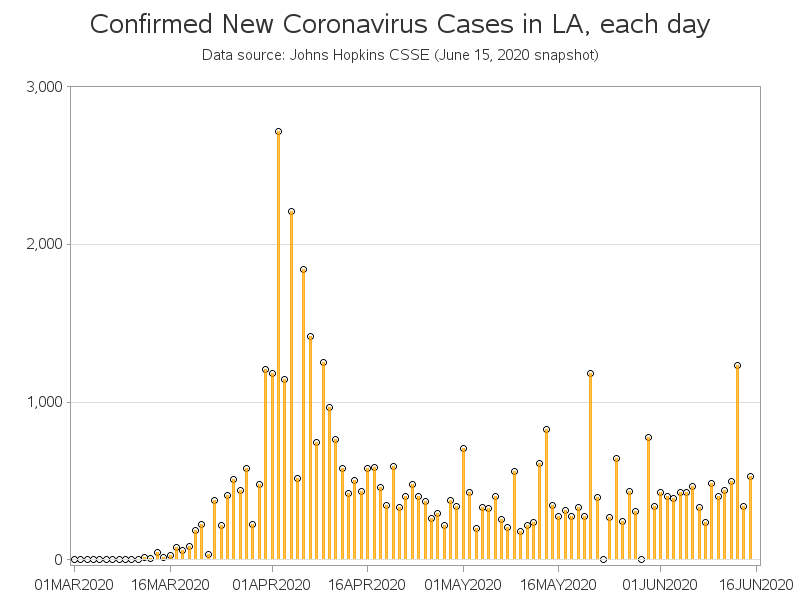 Confirmed New Coronavirus Cases in LA, each day
Data source: Johns Hopkins CSSE (June 15, 2020 snapshot)
3,000
2,000
1,000
0
01MAR2020 16MAR2020 01APR2020 16APR2020 01MAY2020 16MAY2020 01JUN2020 16JUN2020